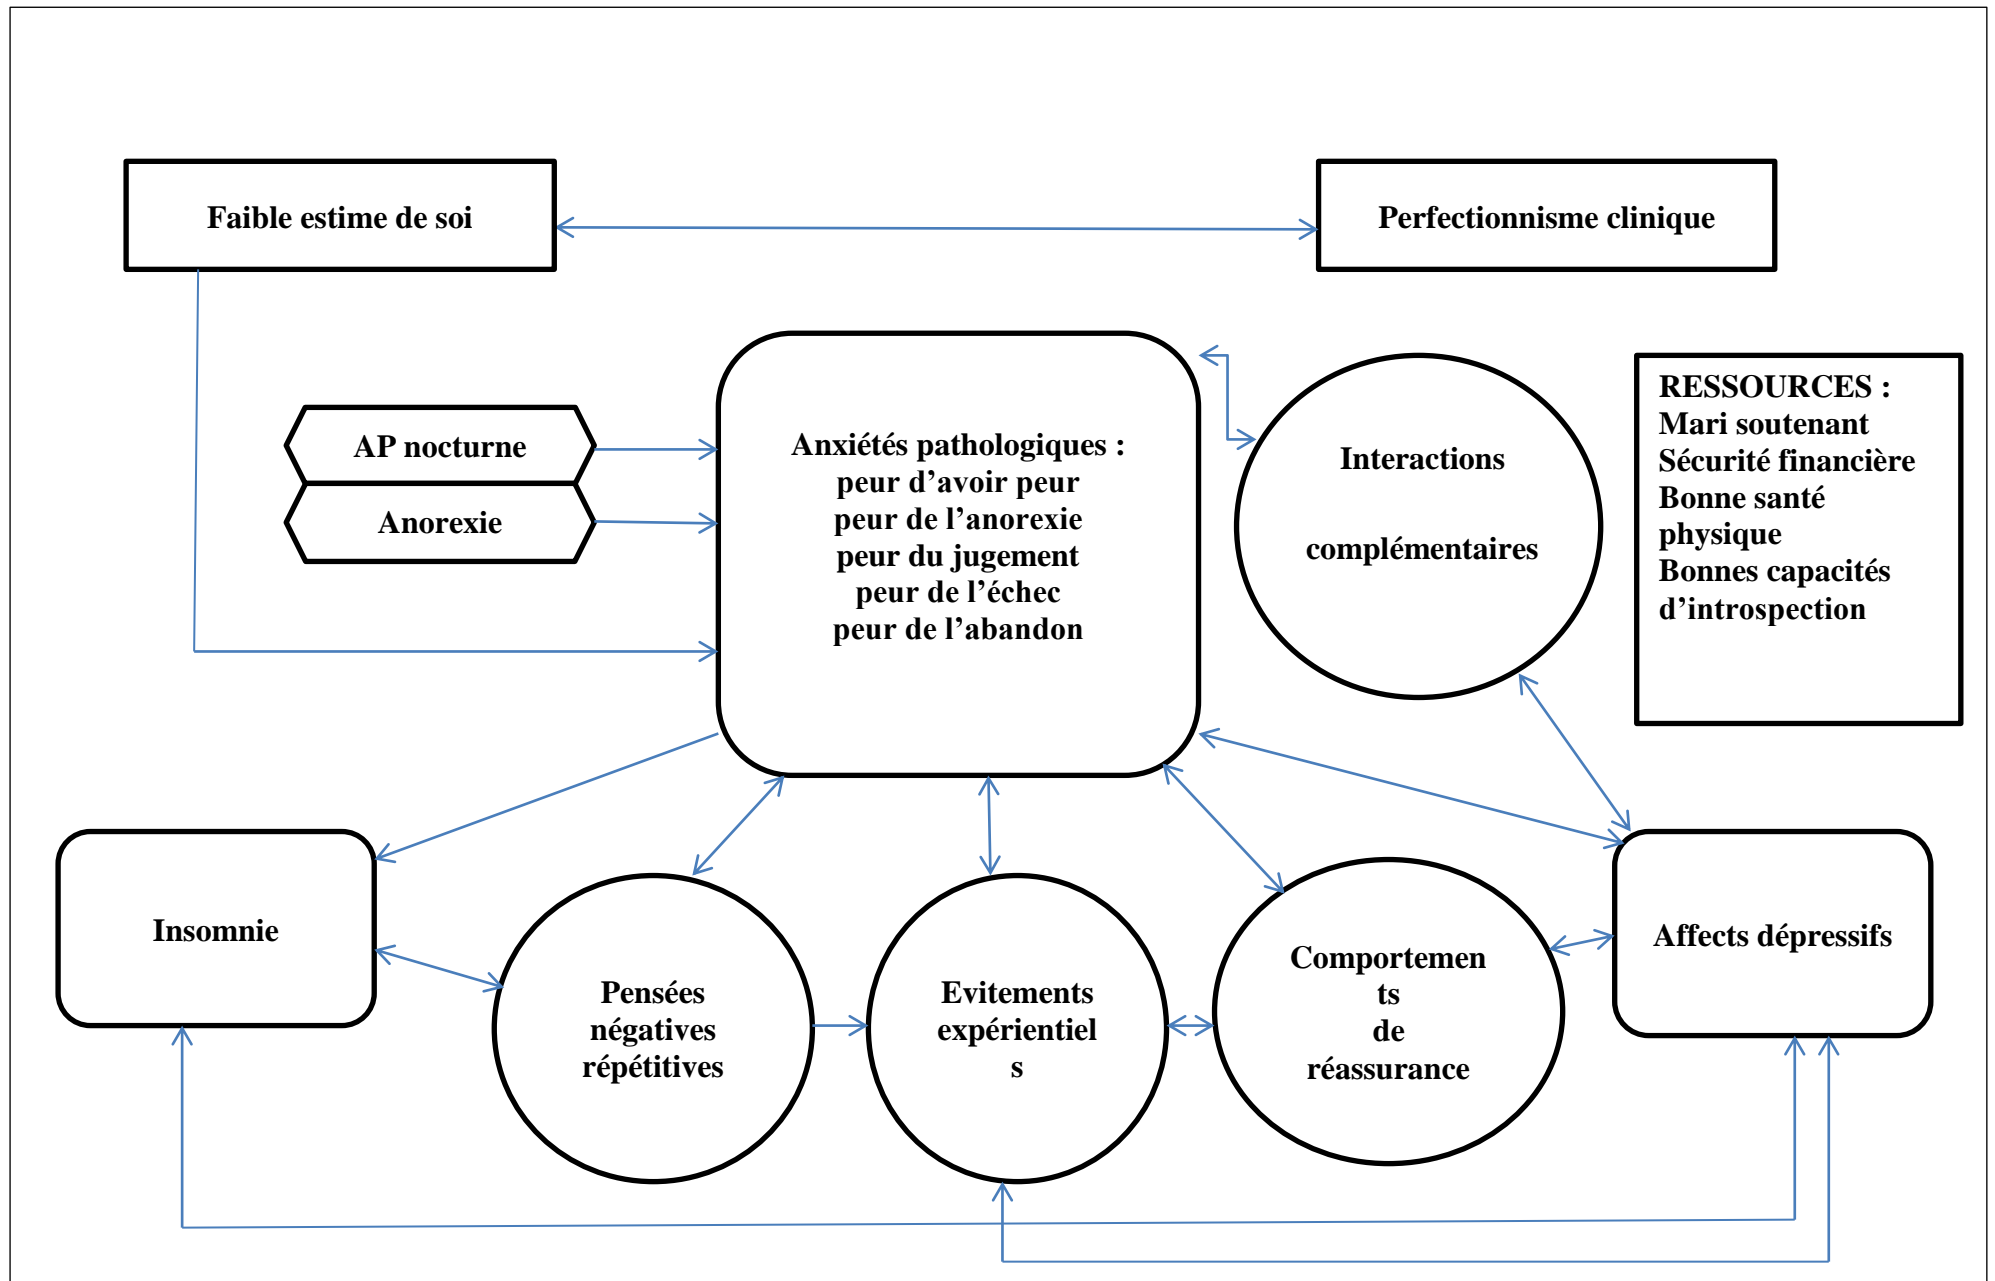 Faible estime de soi
Perfectionnisme clinique
AP nocturne
Anorexie
Anxiétés pathologiques :
peur d’avoir peur
peur de l’anorexie
peur du jugement
peur de l’échec
peur de l’abandon
Interactions
complémentaires
RESSOURCES :
Mari soutenant
Sécurité financière
Bonne santé
physique
Bonnes capacités
d’introspection
Insomnie
Pensées
négatives
répétitives
Evitements
expérientiel
s
Comportemen
ts
de
réassurance
Affects dépressifs